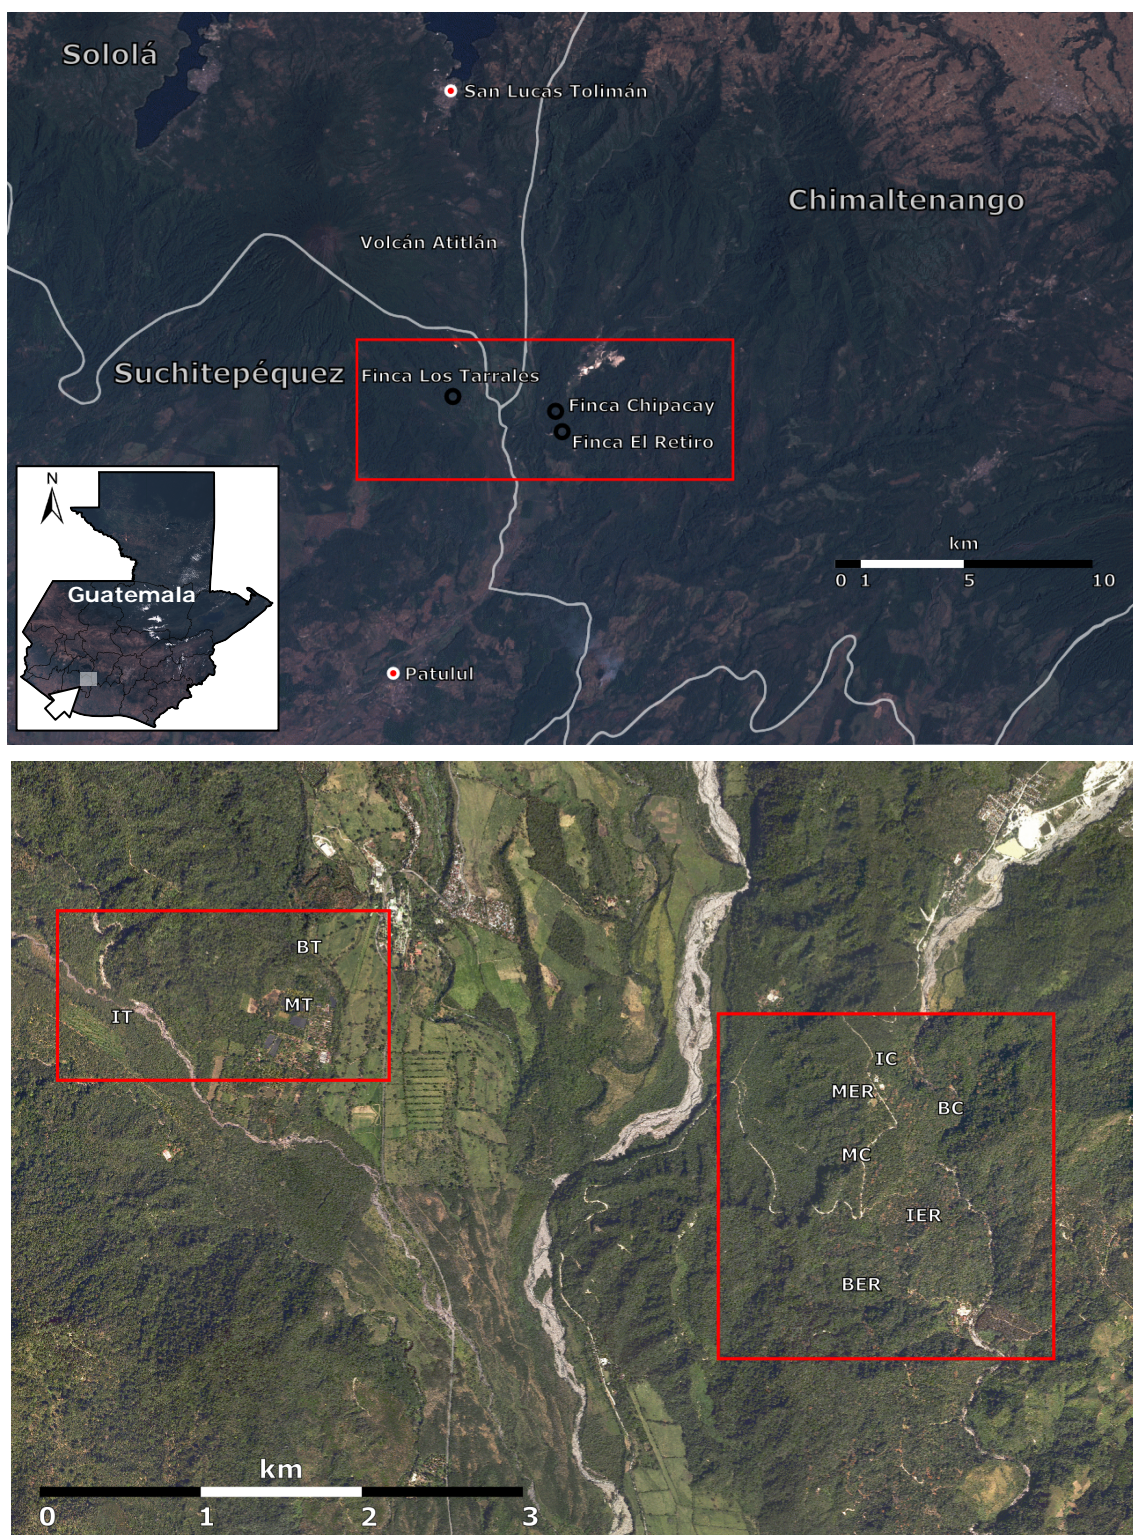 Sololá
San Lucas Tolimán
Chimaltenango
Volcán Atitlán
Suchitepéquez
Finca Los Tarrales
Finca Chipacay
Finca El Retiro
N
Guatemala
km
0 1 5 10
Patulul
BT
MT
IT
IC
MER
BC
MC
IER
BER
km
0 1 2 3